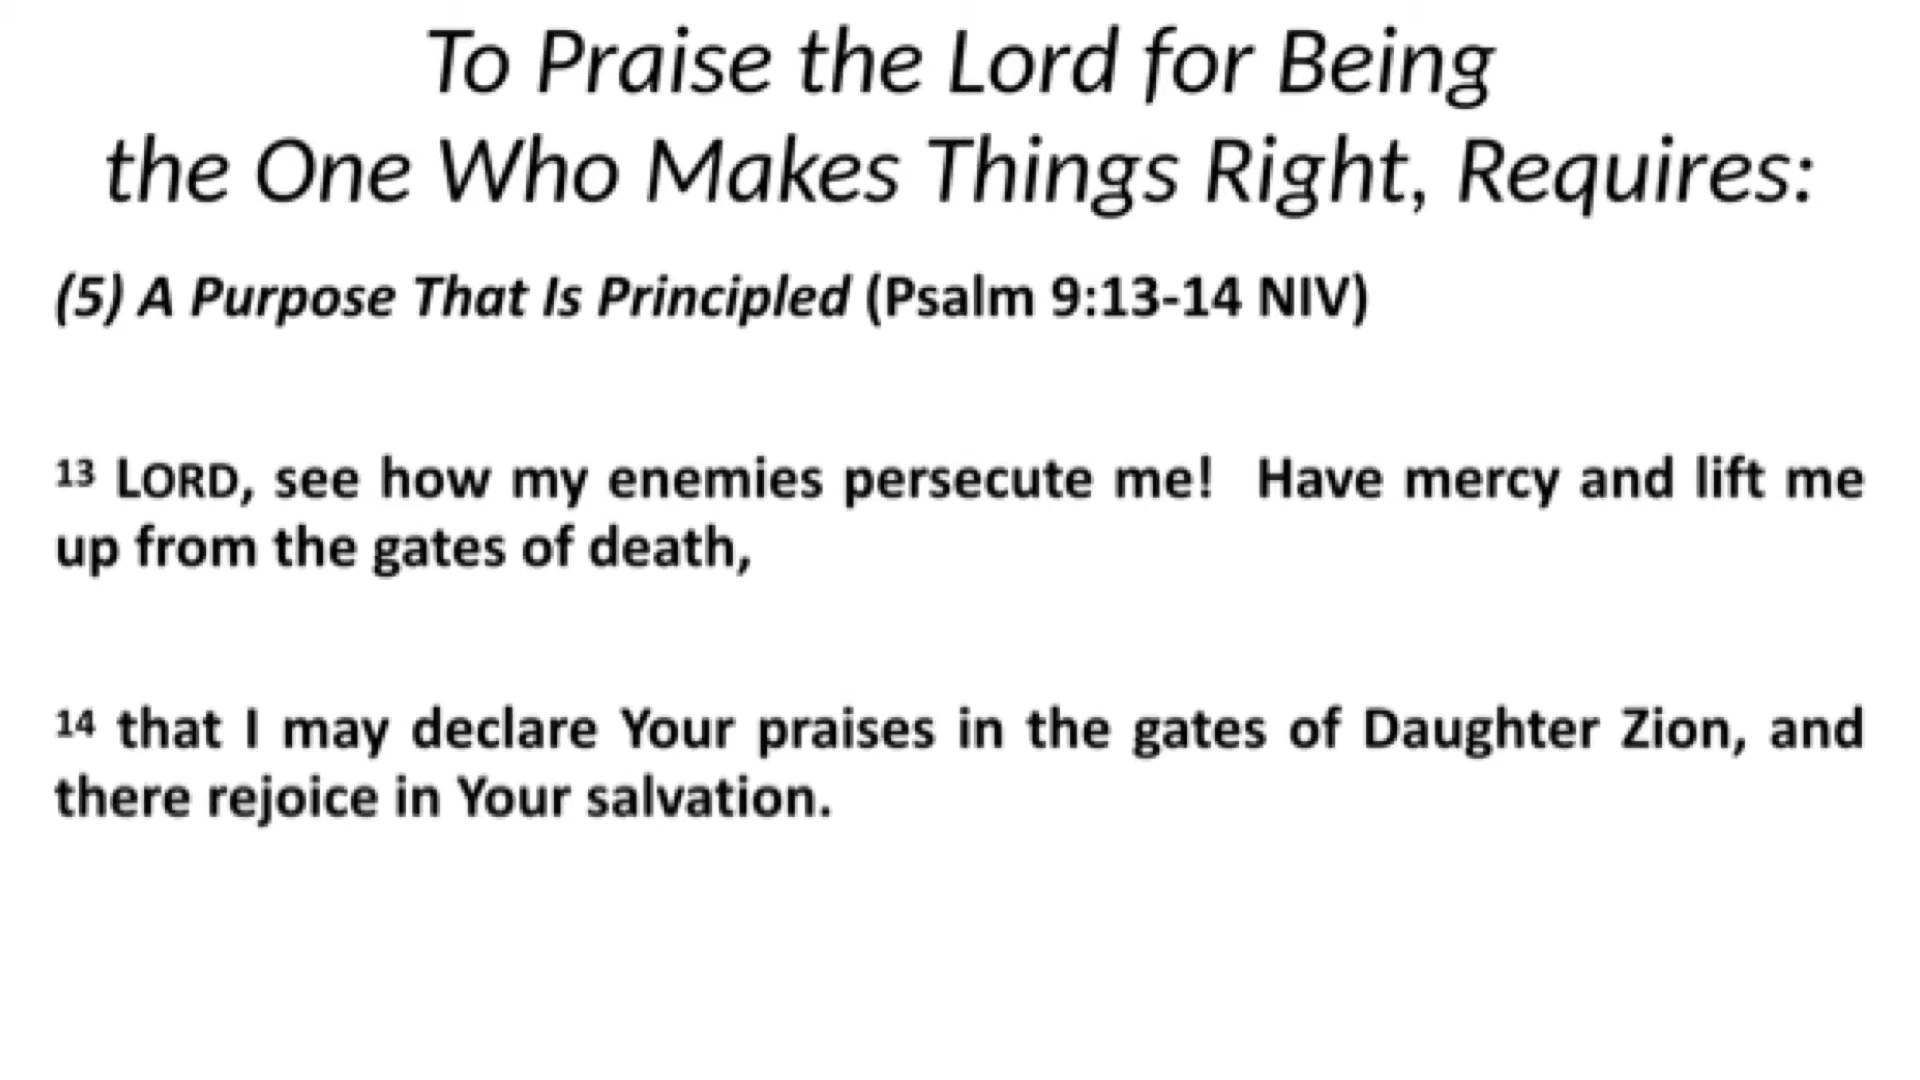 To Praise the Lord for Being
the One Who Makes Things Right, Requires:
(5) A Purpose That Is Principled (Psalm 9:13-14 NIV)
13 LORD, see how my enemies persecute me!  Have mercy and lift me
up from the gates of death,
14 that I may declare Your praises in the gates of Daughter Zion, and
there rejoice in Your salvation.